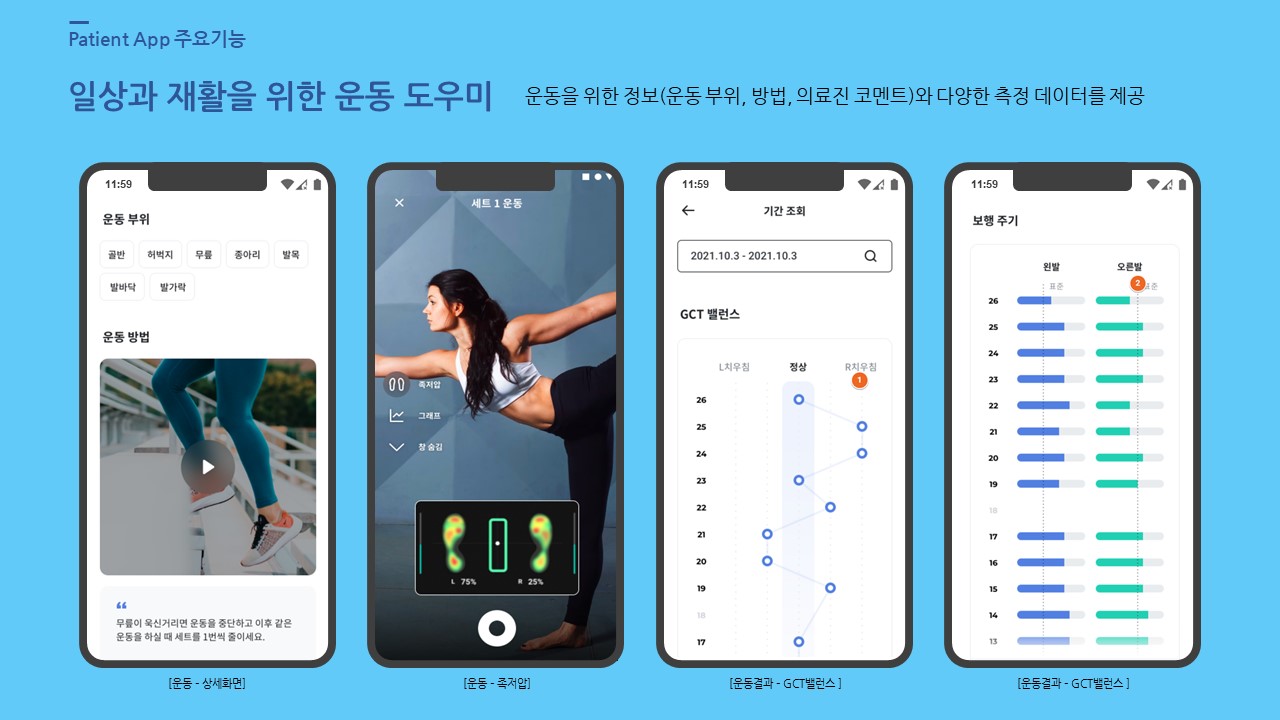 Patient App 주요기능
일상과 재활을 위한 운동 도우미
운동을 위한 정보(운동 부위, 방법, 의료진 코멘트)와 다양한 측정 데이터를 제공
11:59
운동 부위
골반 허벅지 무릎 종아리 발목
발바닥 발가락
운동 방법
“
무릎이 욱신거리면 운동을 중단하고 이후 같은
운동을 하실 때 세트를 1번씩 줄이세요.
[운동 - 상세화면]
세트 1 운동
족저압
그래프
창 숨김
L 75% R 25%
[운동 - 족저압]
11:59
기간 조회
2021.10.3 - 2021.10.3
GCT 밸런스
L치우침 정상 R치우침
1
26
25
24
23
22
21
20
19
18
17
[운동결과 - GCT밸런스 ]
11:59
보행 주기
왼발 오른발
표준 2 표준
26
25
24
23
22
21
20
19
18
17
16
15
14
13
[운동결과 - GCT밸런스 ]